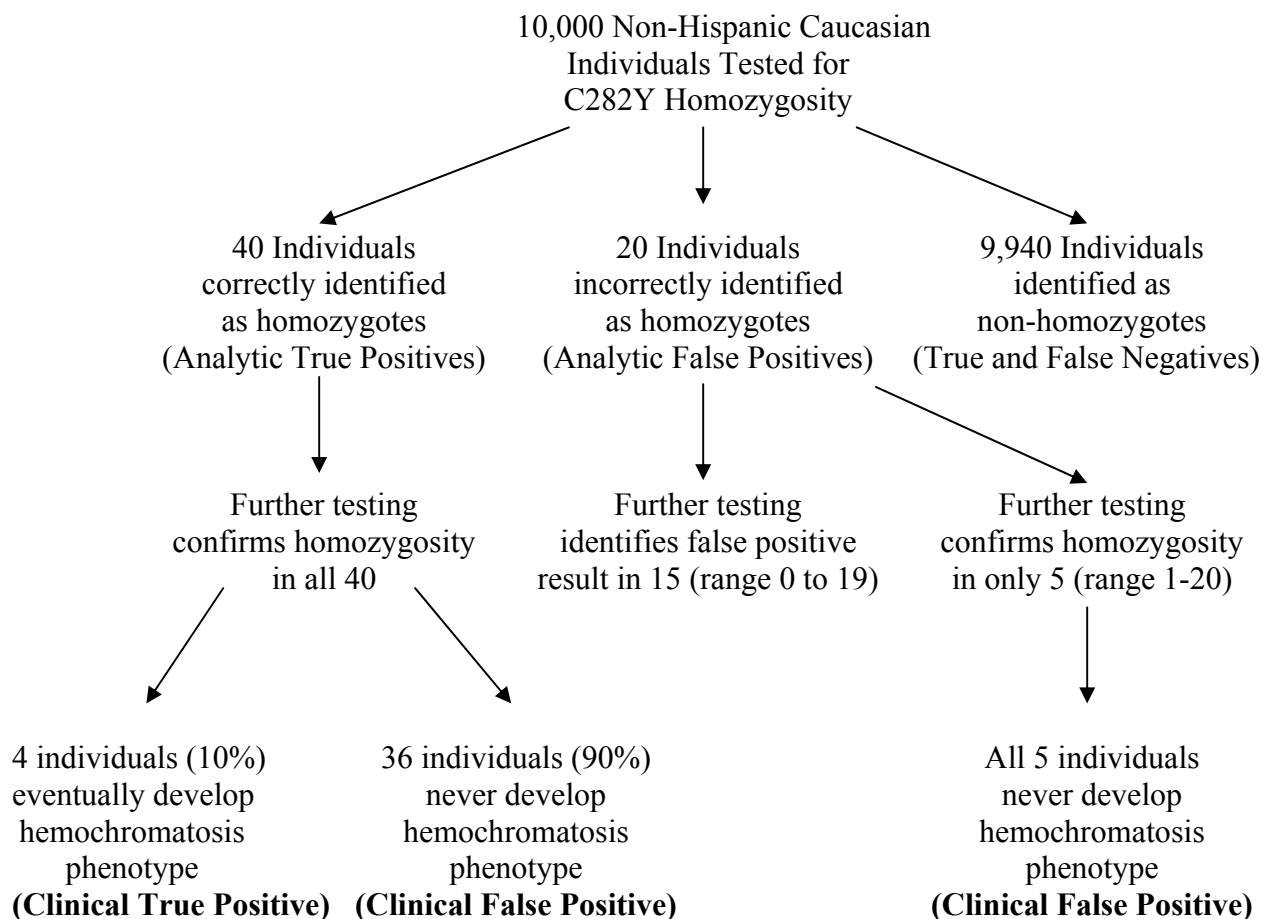 10,000 Non-Hispanic Caucasian
Individuals Tested for
C282Y Homozygosity
40 Individuals
correctly identified
as homozygotes
(Analytic True Positives)
20 Individuals
incorrectly identified
as homozygotes
(Analytic False Positives)
9,940 Individuals
identified as
non-homozygotes
(True and False Negatives)
Further testing
confirms homozygosity
in all 40
Further testing
identifies false positive
result in 15 (range 0 to 19)
Further testing
confirms homozygosity
in only 5 (range 1-20)
4 individuals (10%)
eventually develop
hemochromatosis
phenotype
(Clinical True Positive)
36 individuals (90%)
never develop
hemochromatosis
phenotype
(Clinical False Positive)
All 5 individuals
never develop
hemochromatosis
phenotype
(Clinical False Positive)